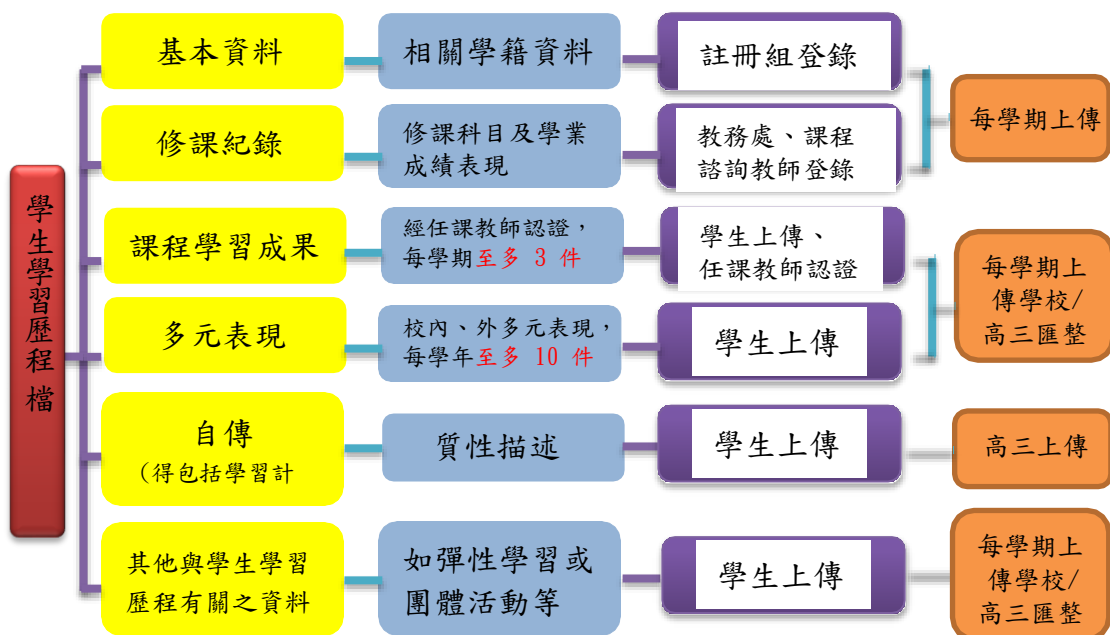 學生學習歷程檔
基本資料
相關學籍資料
註冊組登錄
修課紀錄
修課科目及學業
成績表現
教務處、課程
諮詢教師登錄
每學期上傳
課程學習成果
經任課教師認證,
每學期至多 3 件
學生上傳、
任課教師認證
多元表現
校內、外多元表現,
每學年至多 10 件
學生上傳
每學期上
傳學校/
高三匯整
自傳
(得包括學習計
質性描述
學生上傳
高三上傳
其他與學生學習
歷程有關之資料
如彈性學習或
團體活動等
學生上傳
每學期上
傳學校/
高三匯整